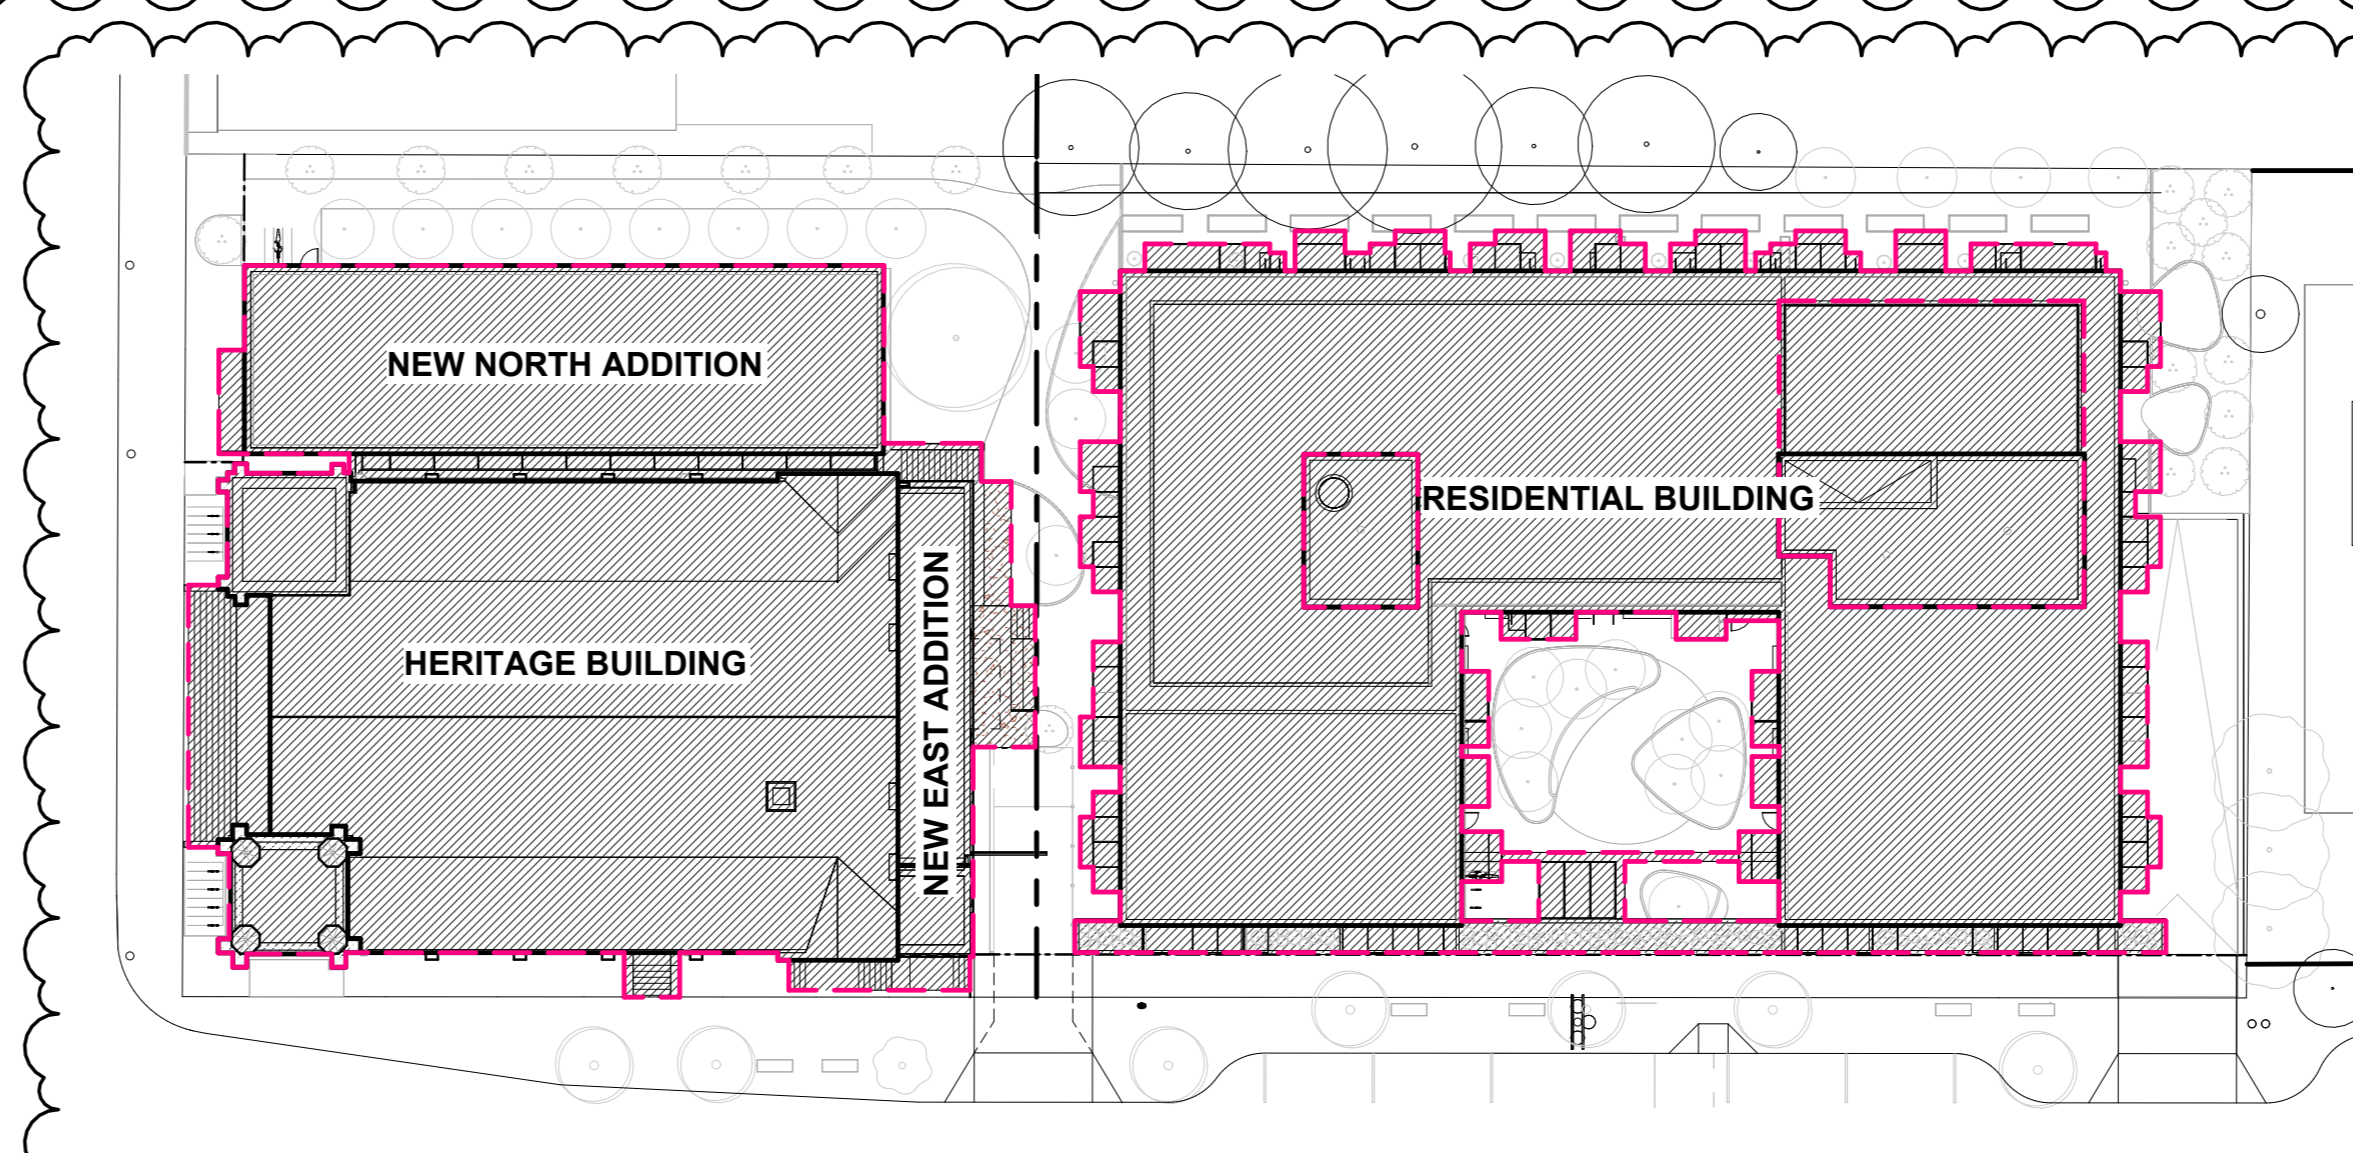 NEW NORTH ADDITION
RESIDENTIAL BUILDING
HERITAGE BUILDING
NEW EAST ADDITION